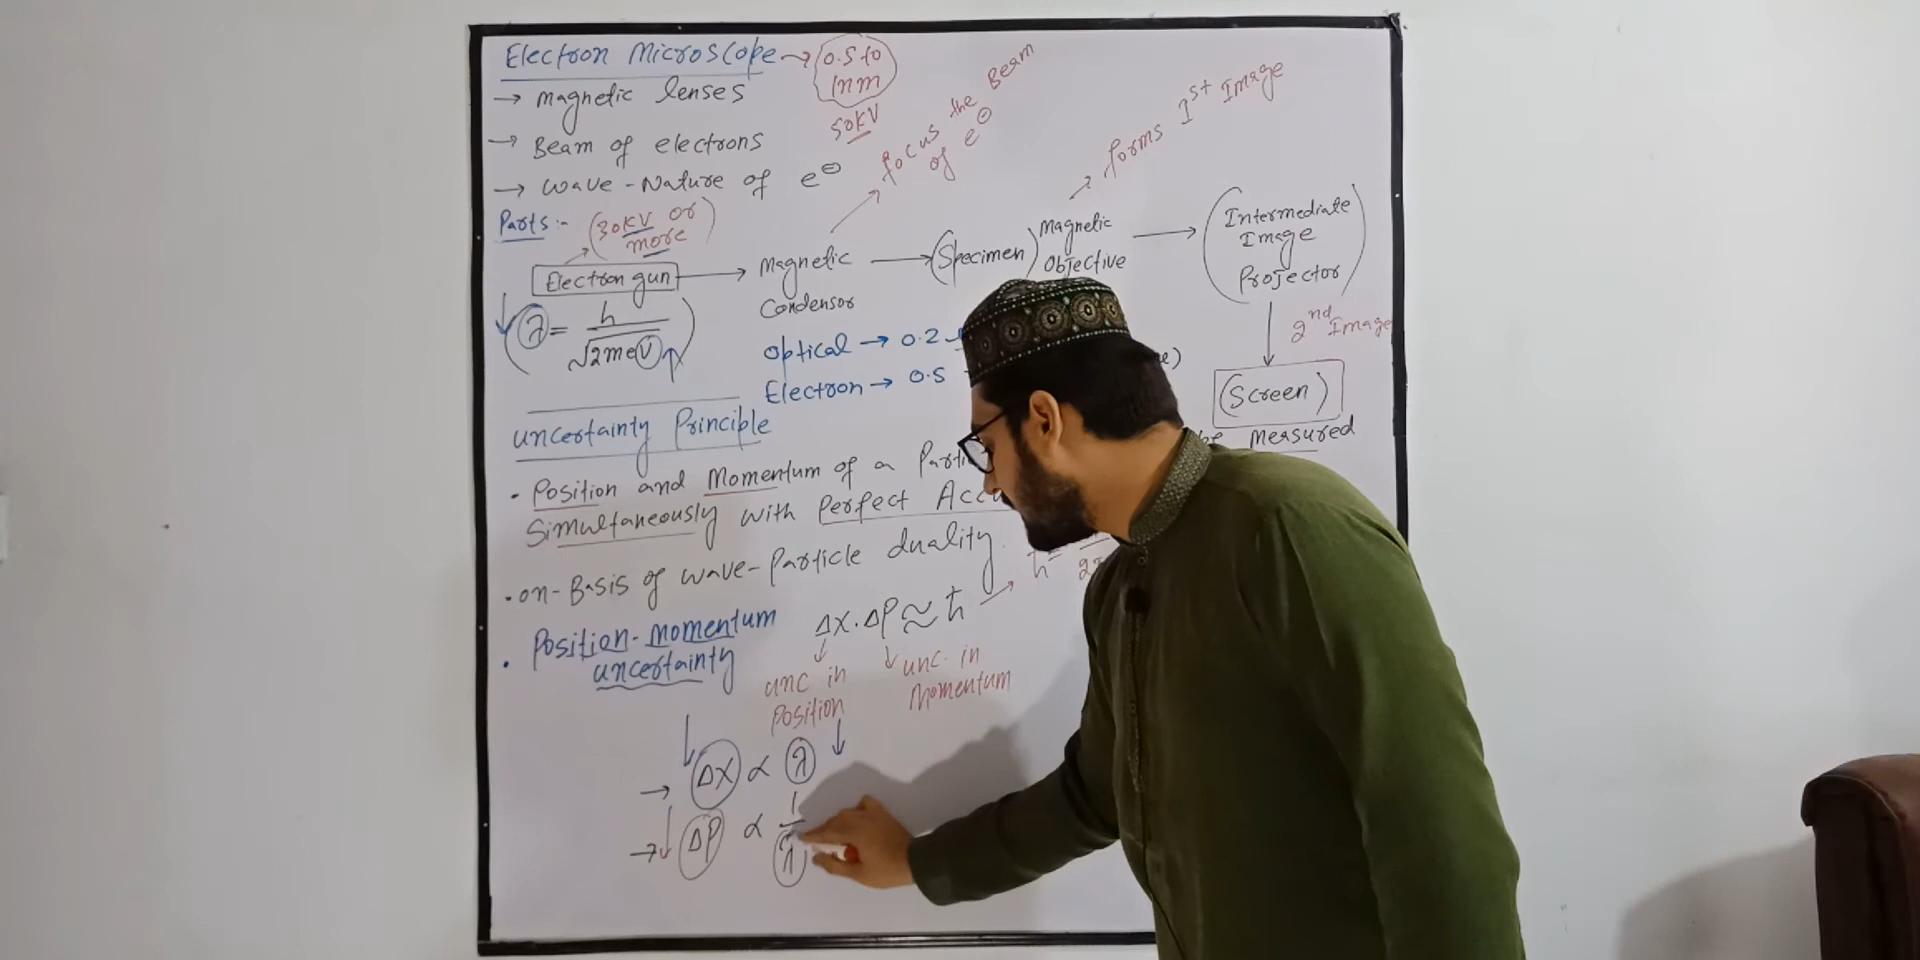 Electron Microscope → 0.5 to 1nm
50KV
→ Magnetic lenses
→ Beam of electrons
→ wave-Nature of e⊖
focus the Beam of e⊖
forms 1st Image
Parts:- (30KV or more)
Electron gun → Magnetic Condensor → (Specimen) Magnetic Objective → (Intermediate Image Projector)
2nd Image
(Screen)
↓ (λ = h / √2meV ↑)
Optical → 0.2
Electron → 0.5
uncertainty Principle
• Position and Momentum of a be Measured
Simultaneously with Perfect
• on-Basis of wave-Particle duality
• Position-momentum uncertainty
Δx.ΔP ≈ ħ →
ħ =
unc in Position
unc. in Momentum
→ ↓ Δx ∝ λ ↓
→ ↓ ΔP ∝ 1/λ